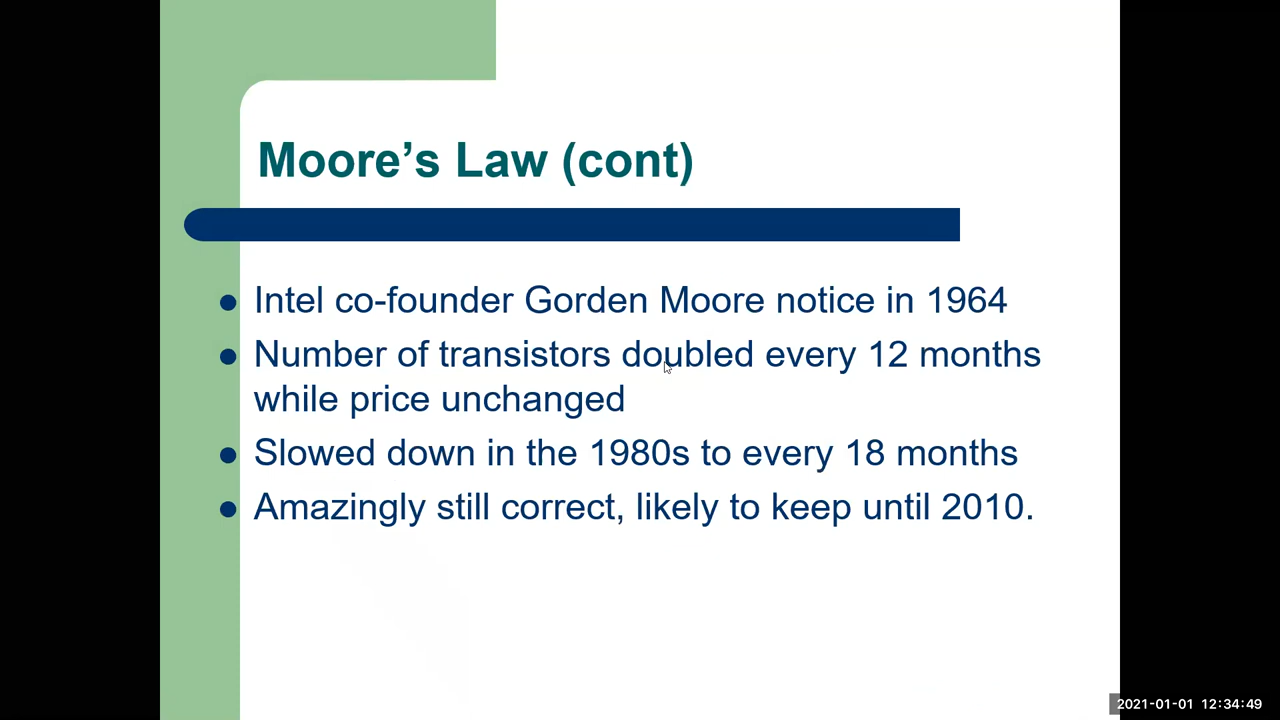 Moore’s Law (cont)
Intel co-founder Gorden Moore notice in 1964
Number of transistors doubled every 12 months
while price unchanged
Slowed down in the 1980s to every 18 months
Amazingly still correct, likely to keep until 2010.
2021-01-01 12:34:49